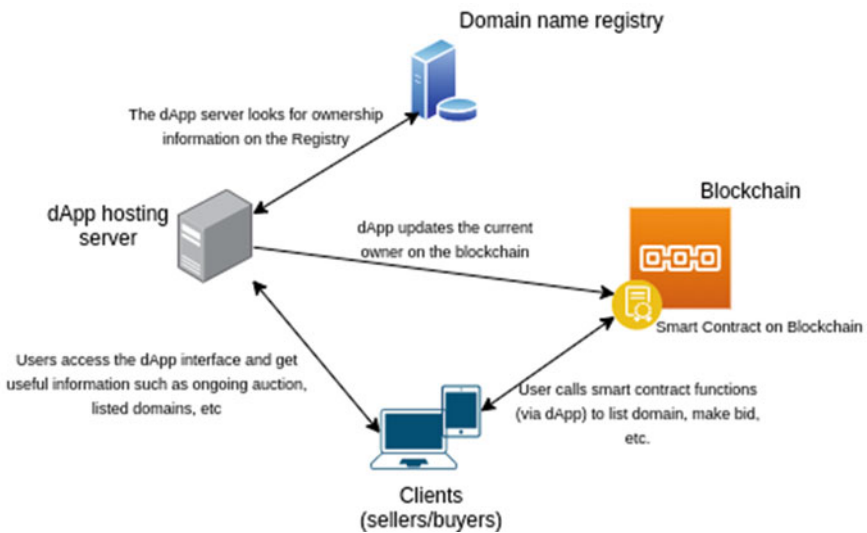 Domain name registry
The dApp server looks for ownership
information on the Registry
Blockchain
dApp hosting
server
dApp updates the current
owner on the blockchain
Smart Contract on Blockchain
Users access the dApp interface and get
useful information such as ongoing auction,
listed domains, etc
User calls smart contract functions
(via dApp) to list domain, make bid,
etc.
Clients
(sellers/buyers)